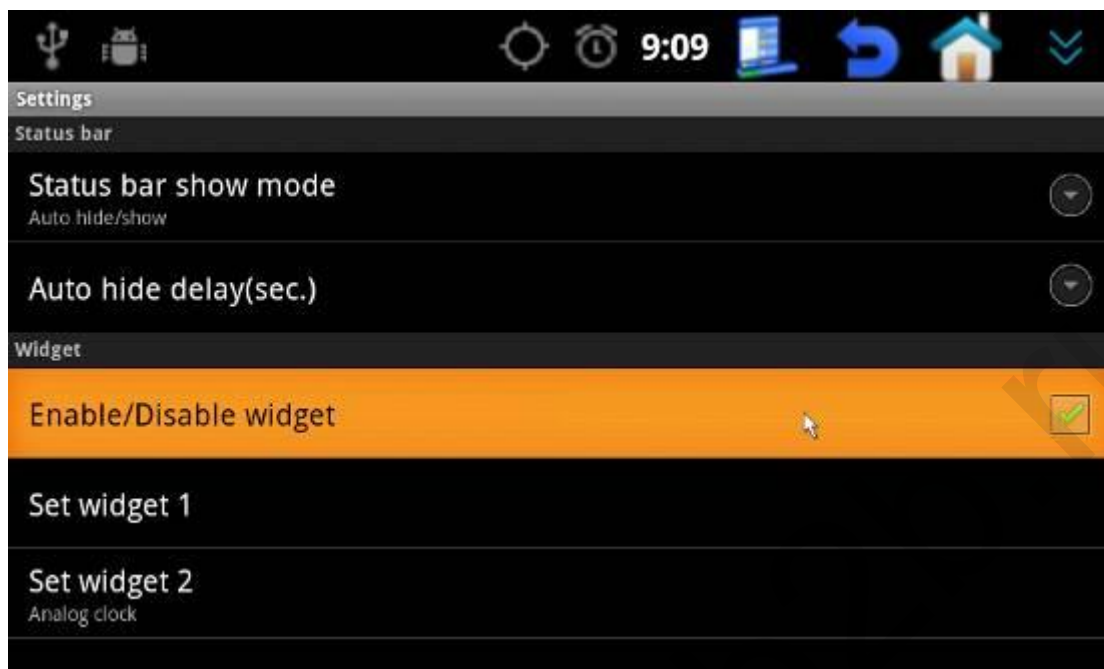 9:09
Settings
Status bar
Status bar show mode
Auto hide/show
Auto hide delay(sec.)
Widget
Enable/Disable widget
Set widget 1
Set widget 2
Analog clock